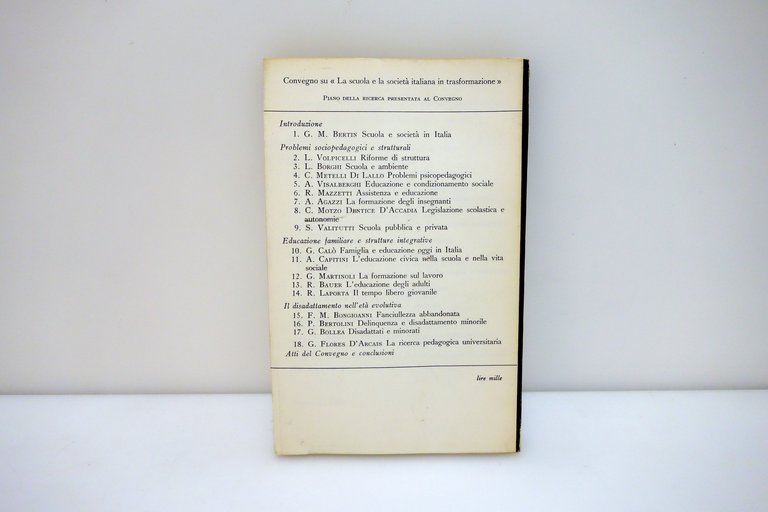 Convegno su « La scuola e la società italiana in trasformazione »
Piano della ricerca presentata al Convegno
Introduzione
1. G. M. Bertin Scuola e società in Italia
Problemi sociopedagogici e strutturali
2. L. Volpicelli Riforme di struttura
3. L. Borghi Scuola e ambiente
4. C. Metelli Di Lallo Problemi psicopedagogici
5. A. Visalberghi Educazione e condizionamento sociale
6. R. Mazzetti Assistenza e educazione
7. A. Agazzi La formazione degli insegnanti
8. C. Motzo Dentice D'Accadia Legislazione scolastica e
autonomie
9. S. Valitutti Scuola pubblica e privata
Educazione familiare e strutture integrative
10. G. Calò Famiglia e educazione oggi in Italia
11. A. Capitini L'educazione civica nella scuola e nella vita
sociale
12. G. Martinoli La formazione sul lavoro
13. R. Bauer L'educazione degli adulti
14. R. Laporta Il tempo libero giovanile
Il disadattamento nell'età evolutiva
15. F. M. Bongioanni Fanciullezza abbandonata
16. P. Bertolini Delinquenza e disadattamento minorile
17. G. Bollea Disadattati e minorati
18. G. Flores D'Arcais La ricerca pedagogica universitaria
Atti del Convegno e conclusioni
lire mille